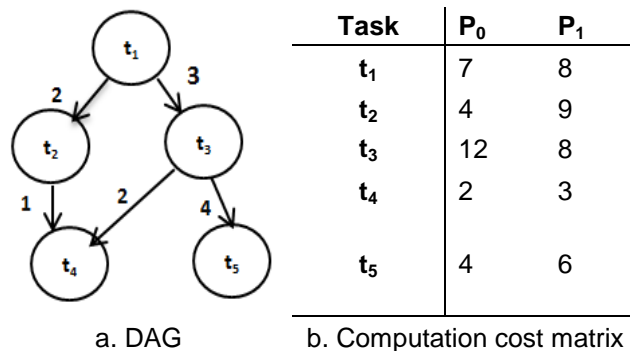 t1
2
3
t2
t3
1
2
4
t4
t5
a. DAG
Task P0 P1
t1 7 8
t2 4 9
t3 12 8
t4 2 3
t5 4 6
b. Computation cost matrix